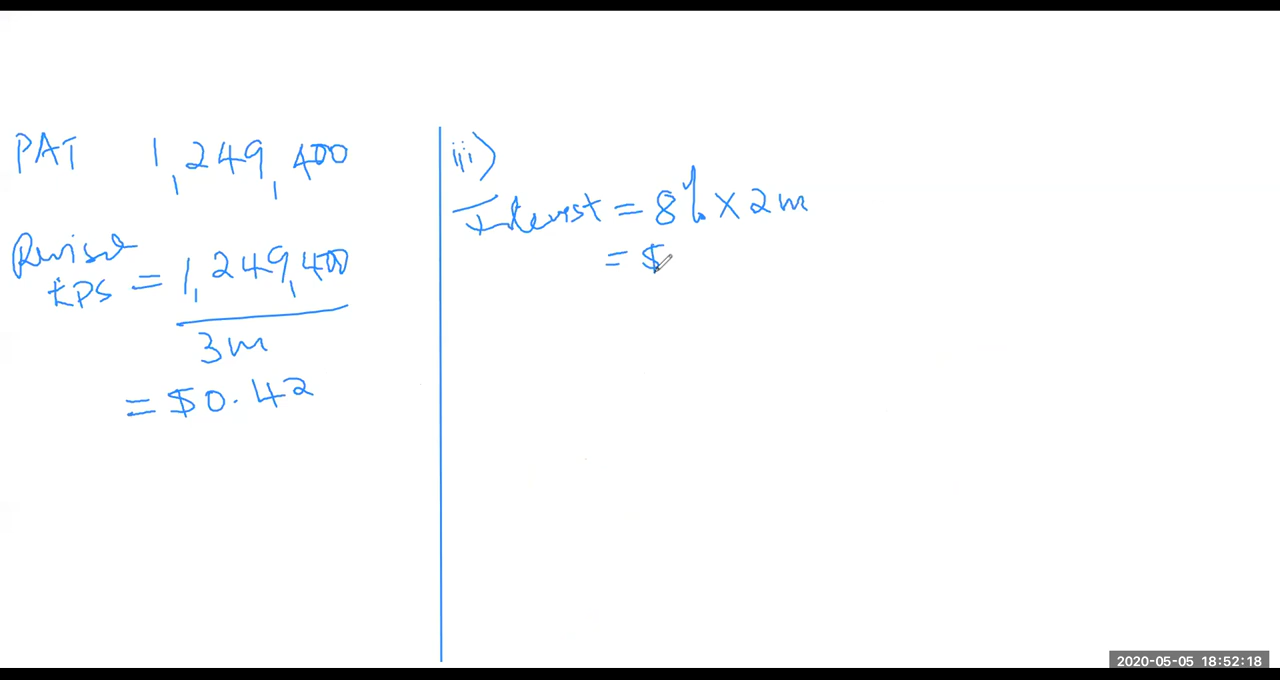 PAT 1,249,400
Revised
EPS = 1,249,400
3m
= $0.42
iii)
Interest = 8% × 2m
= $
2020-05-05 18:52:18